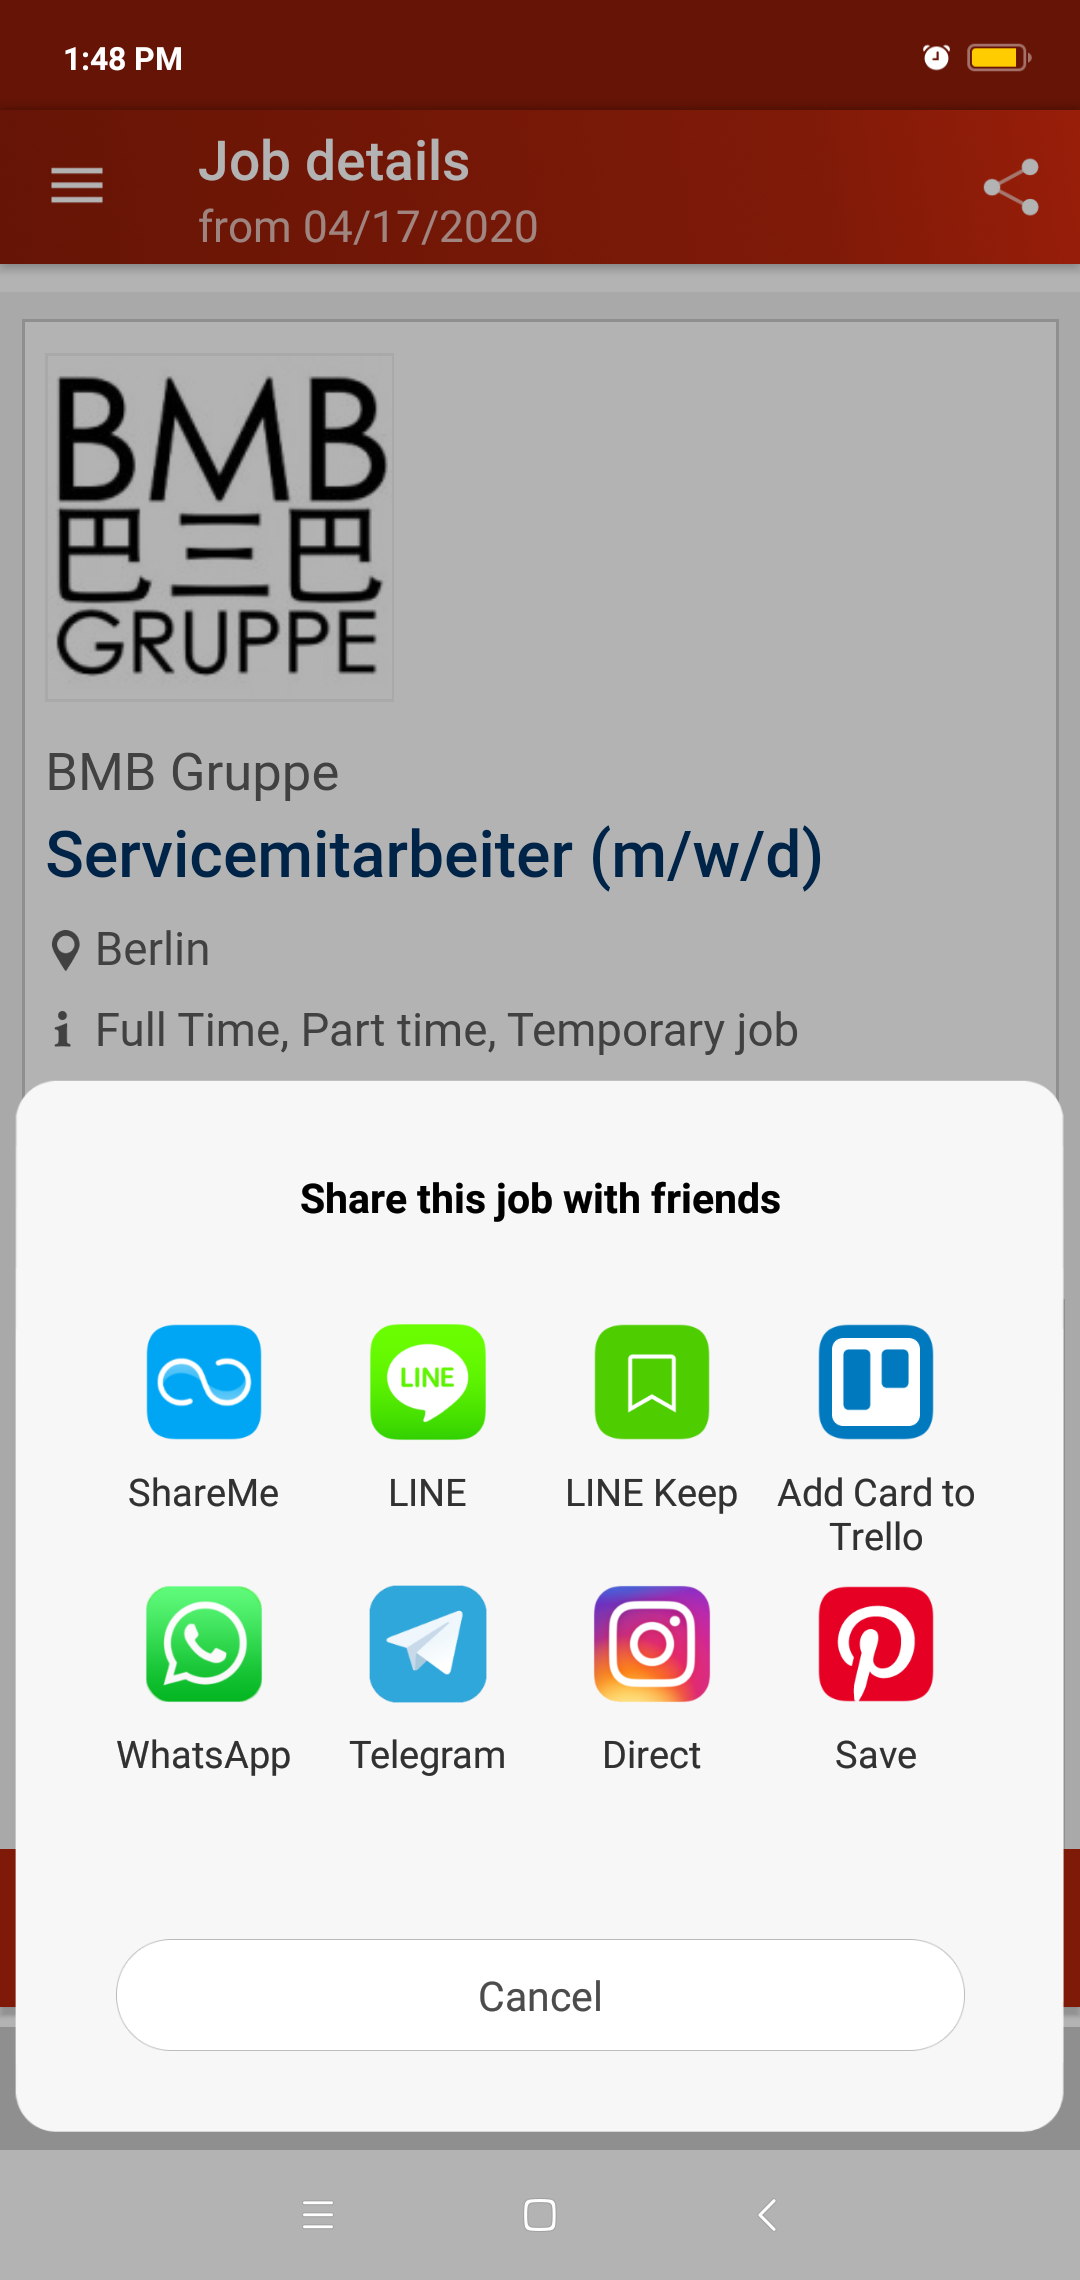 1:48 PM
Job details
from 04/17/2020
BMB
巴三巴
GRUPPE
BMB Gruppe
Servicemitarbeiter (m/w/d)
Berlin
Full Time, Part time, Temporary job
Share this job with friends
LINE
ShareMe
LINE
LINE Keep
Add Card to
Trello
WhatsApp
Telegram
Direct
Save
Cancel